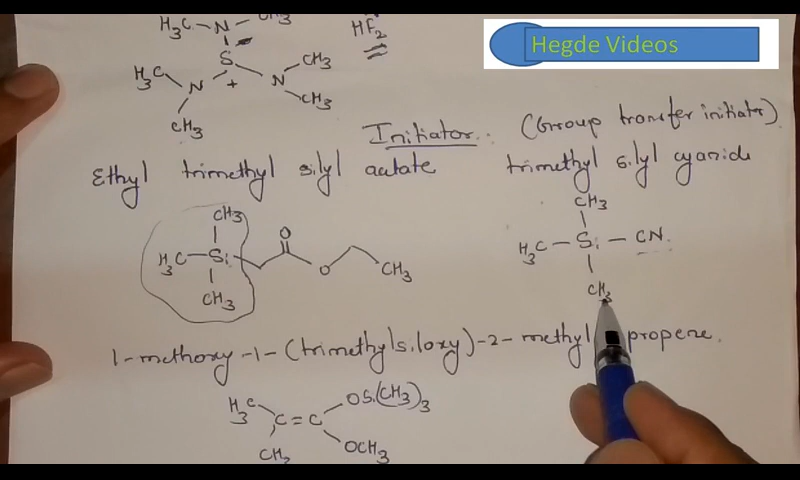 H3C N CH3
HF2
S
H3C N + N CH3
CH3
CH3
Hegde Videos
Initiator.. (Group transfer initiator)
Ethyl trimethyl silyl acetate trimethyl silyl cyanide
CH3
H3C - Si
CH3
O
O
CH3
CH3
H3C - Si - CN
CH3
1-methoxy-1-(trimethylsiloxy)-2-methyl propene.
H3C
C=C
OSi(CH3)3
OCH3
CH3